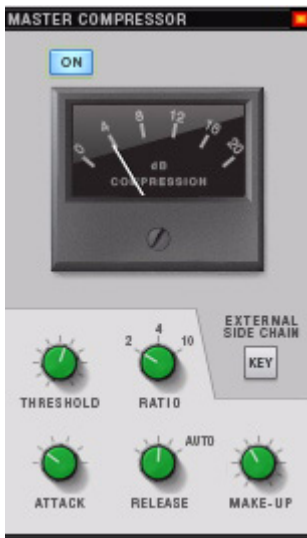 MASTER COMPRESSOR
ON
0 4 8 12 16 20
dB
COMPRESSION
EXTERNAL
SIDE CHAIN
KEY
2 4 10
THRESHOLD RATIO
AUTO
ATTACK RELEASE MAKE-UP